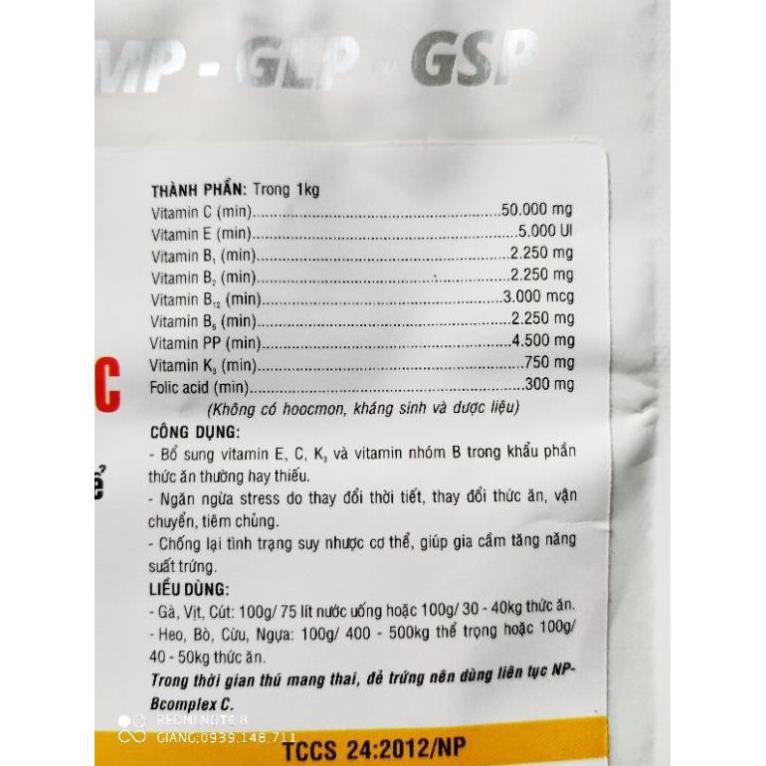 MP - GLP - GSP
THÀNH PHẦN: Trong 1kg
Vitamin C (min)...50.000 mg
Vitamin E (min)...5.000 UI
Vitamin B₁ (min)...2.250 mg
Vitamin B₂ (min)...2.250 mg
Vitamin B₁₂ (min)...3.000 mcg
Vitamin B₆ (min)...2.250 mg
Vitamin PP (min)...4.500 mg
Vitamin K₃ (min)...750 mg
C
Folic acid (min)...300 mg
(Không có hoocmon, kháng sinh và dược liệu)
CÔNG DỤNG:
- Bổ sung vitamin E, C, K₃ và vitamin nhóm B trong khẩu phần
thức ăn thường hay thiếu.
- Ngăn ngừa stress do thay đổi thời tiết, thay đổi thức ăn, vận
chuyển, tiêm chủng.
- Chống lại tình trạng suy nhược cơ thể, giúp gia cầm tăng năng
suất trứng.
LIỀU DÙNG:
- Gà, Vịt, Cút: 100g/ 75 lít nước uống hoặc 100g/ 30 - 40kg thức ăn.
- Heo, Bò, Cừu, Ngựa: 100g/ 400 - 500kg thể trọng hoặc 100g/
40 - 50kg thức ăn.
Trong thời gian thú mang thai, đẻ trứng nên dùng liên tục NP-
Bcomplex C.
REDMI NOTE 8
GIANG:0939.148.711
TCCS 24:2012/NP